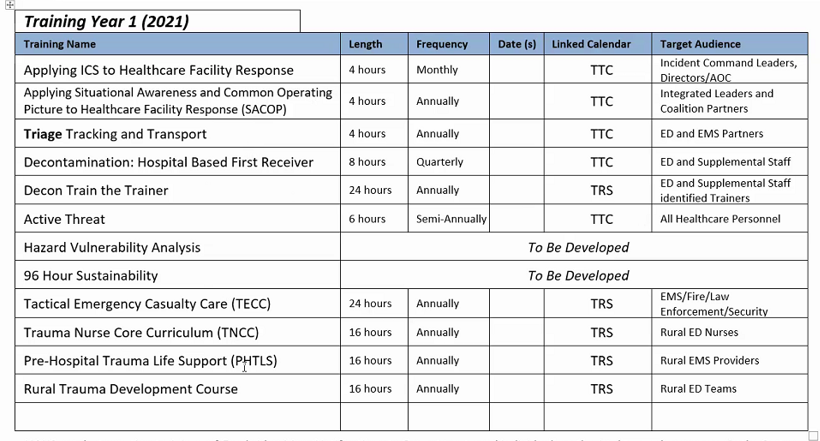 Training Year 1 (2021)
Training Name Length Frequency Date (s) Linked Calendar Target Audience
Applying ICS to Healthcare Facility Response 4 hours Monthly TTC Incident Command Leaders,
Directors/AOC
Applying Situational Awareness and Common Operating
Picture to Healthcare Facility Response (SACOP) 4 hours Annually TTC Integrated Leaders and
Coalition Partners
Triage Tracking and Transport 4 hours Annually TTC ED and EMS Partners
Decontamination: Hospital Based First Receiver 8 hours Quarterly TTC ED and Supplemental Staff
Decon Train the Trainer 24 hours Annually TRS ED and Supplemental Staff
identified Trainers
Active Threat 6 hours Semi-Annually TTC All Healthcare Personnel
Hazard Vulnerability Analysis To Be Developed
96 Hour Sustainability To Be Developed
Tactical Emergency Casualty Care (TECC) 24 hours Annually TRS EMS/Fire/Law
Enforcement/Security
Trauma Nurse Core Curriculum (TNCC) 16 hours Annually TRS Rural ED Nurses
Pre-Hospital Trauma Life Support (PHTLS) 16 hours Annually TRS Rural EMS Providers
Rural Trauma Development Course 16 hours Annually TRS Rural ED Teams